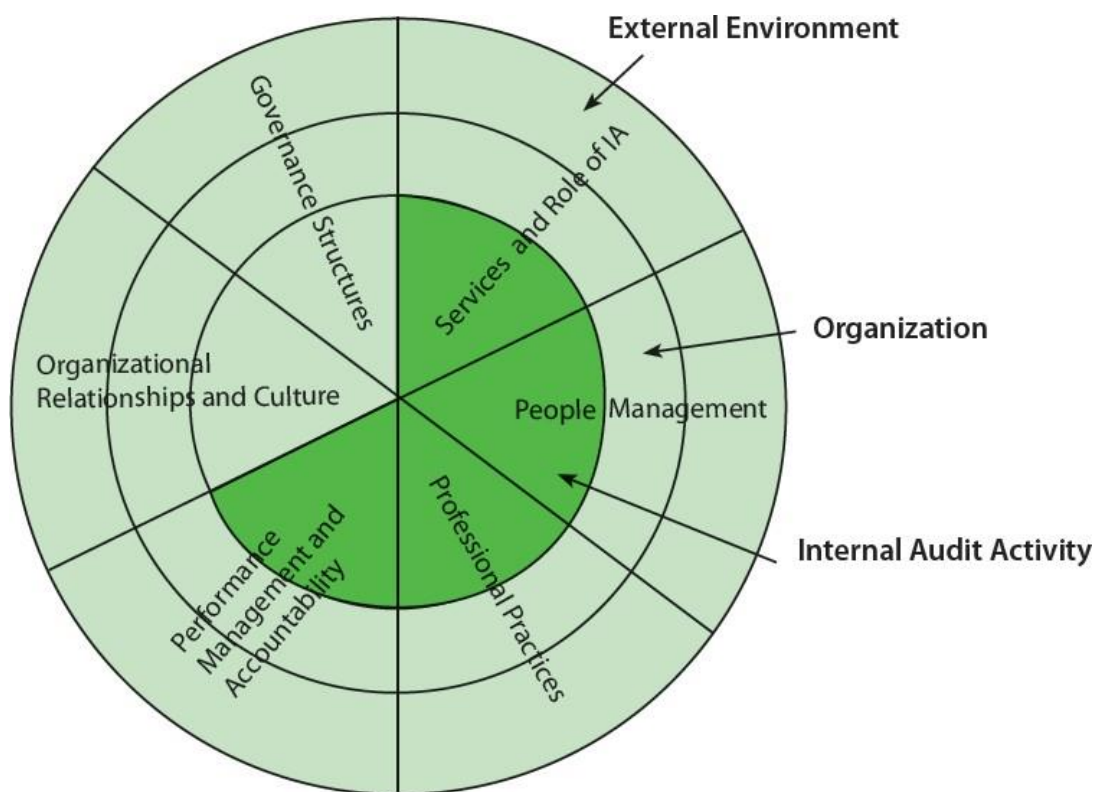 External Environment
Governance Structures
Services and Role of IA
Organization
Organizational
Relationships and Culture
People Management
Internal Audit Activity
Professional Practices
Performance
Management and
Accountability